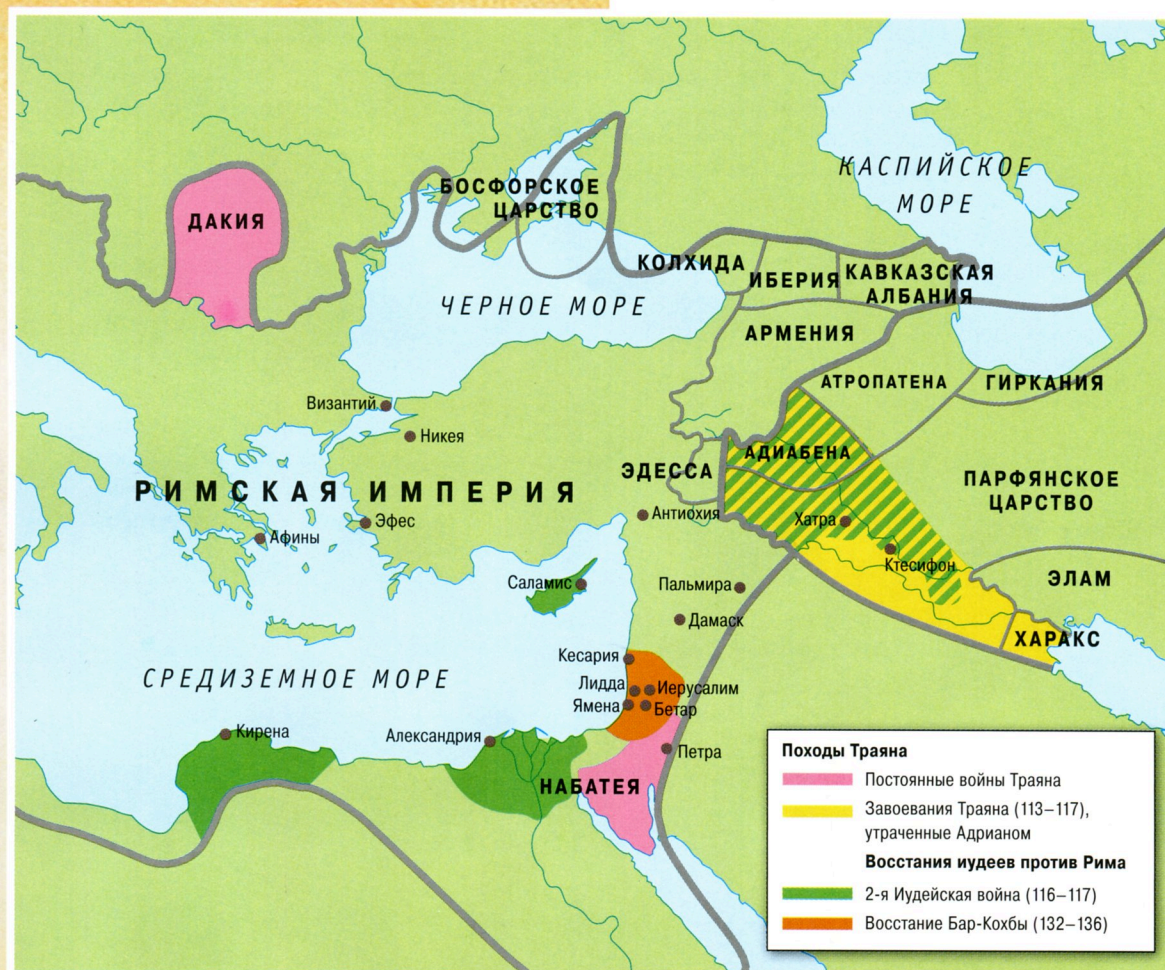 КАСПИЙСКОЕ
МОРЕ
БОСФОРСКОЕ
ЦАРСТВО
ДАКИЯ
КОЛХИДА
ИБЕРИЯ
КАВКАЗСКАЯ
АЛБАНИЯ
ЧЕРНОЕ МОРЕ
АРМЕНИЯ
АТРОПАТЕНА
ГИРКАНИЯ
Византий
Никея
АДИАБЕНА
ЭДЕССА
ПАРФЯНСКОЕ
ЦАРСТВО
РИМСКАЯ ИМПЕРИЯ
Антиохия
Хатра
Эфес
Афины
Ктесифон
Саламис
Пальмира
ЭЛАМ
Дамаск
ХАРАКС
Кесария
СРЕДИЗЕМНОЕ МОРЕ
Лидда
Иерусалим
Ямена
Бетар
Кирена
Александрия
Петра
НАБАТЕЯ
Походы Траяна
Постоянные войны Траяна
Завоевания Траяна (113–117),
утраченные Адрианом
Восстания иудеев против Рима
2-я Иудейская война (116–117)
Восстание Бар-Кохбы (132–136)